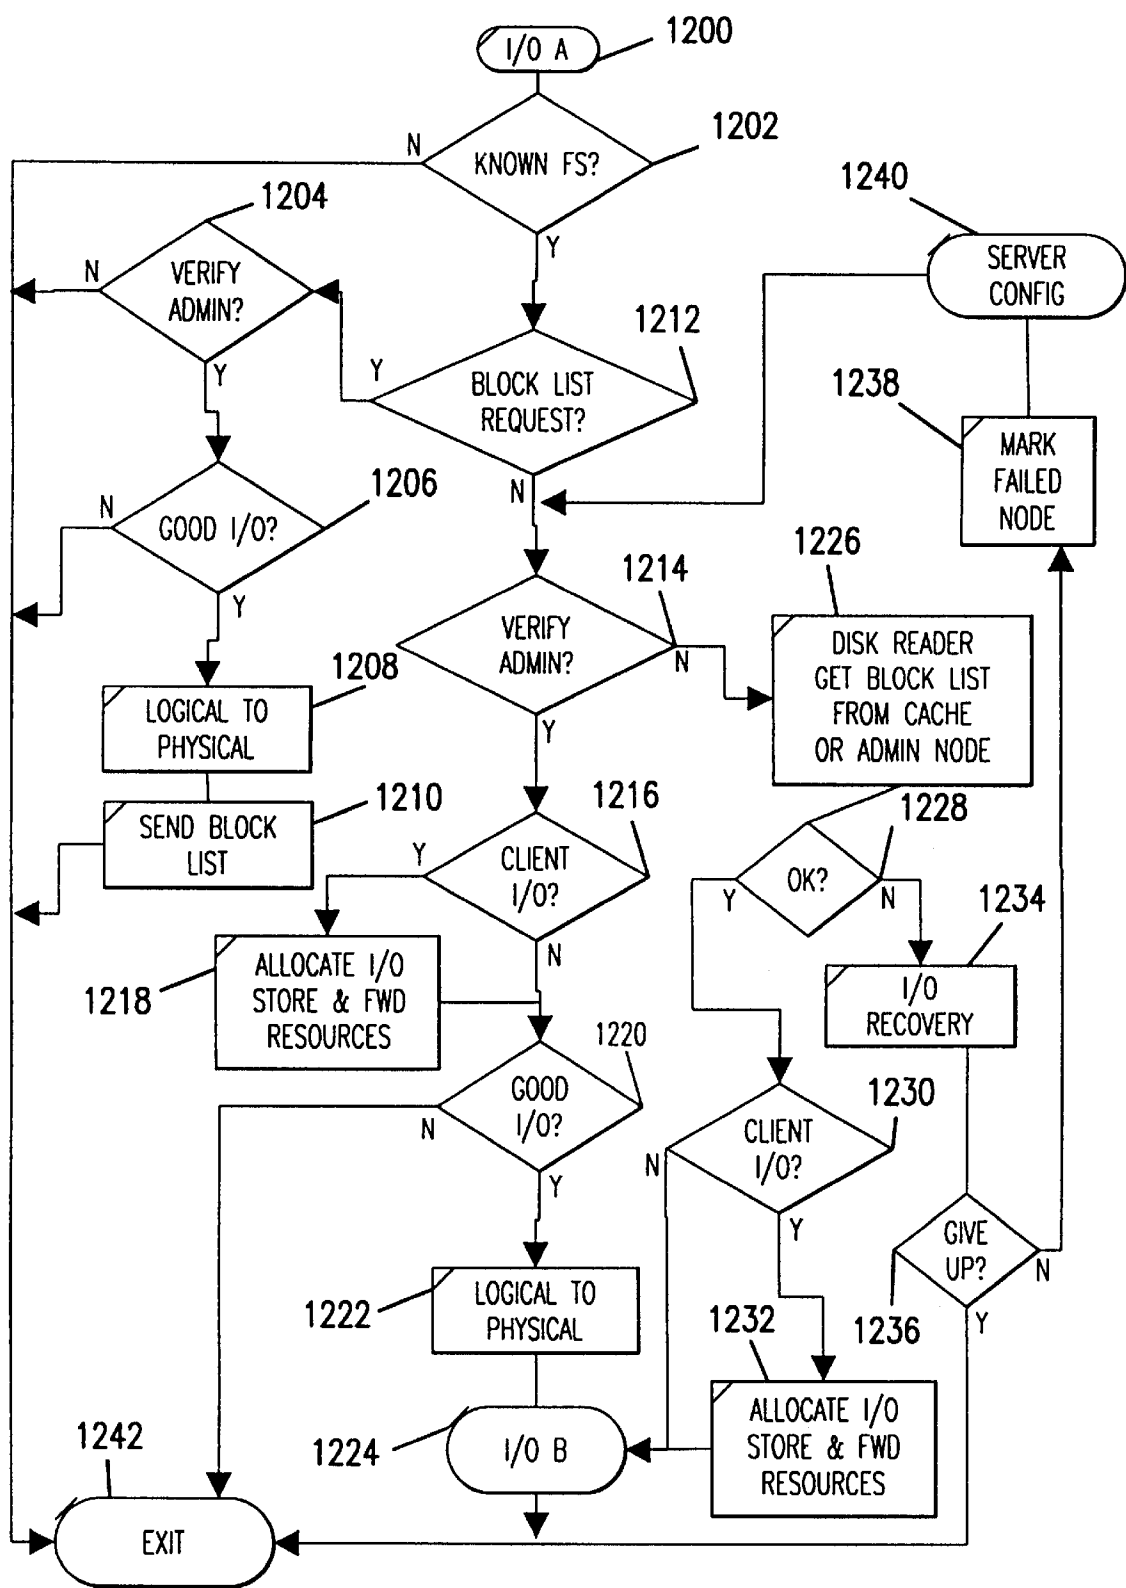 I/O A
1200
N
KNOWN FS?
1202
Y
1204
N
VERIFY
ADMIN?
Y
1240
SERVER
CONFIG
1212
Y
BLOCK LIST
REQUEST?
N
1238
MARK
FAILED
NODE
1206
N
GOOD I/O?
Y
1214
VERIFY
ADMIN?
N
Y
1226
DISK READER
GET BLOCK LIST
FROM CACHE
OR ADMIN NODE
1208
LOGICAL TO
PHYSICAL
1210
SEND BLOCK
LIST
1216
Y
CLIENT
I/O?
N
1228
OK?
Y
N
1234
I/O
RECOVERY
1218
ALLOCATE I/O
STORE & FWD
RESOURCES
1220
GOOD
I/O?
N
Y
1230
CLIENT
I/O?
N
Y
GIVE
UP?
N
1236
Y
1222
LOGICAL TO
PHYSICAL
1232
ALLOCATE I/O
STORE & FWD
RESOURCES
1224
I/O B
1242
EXIT